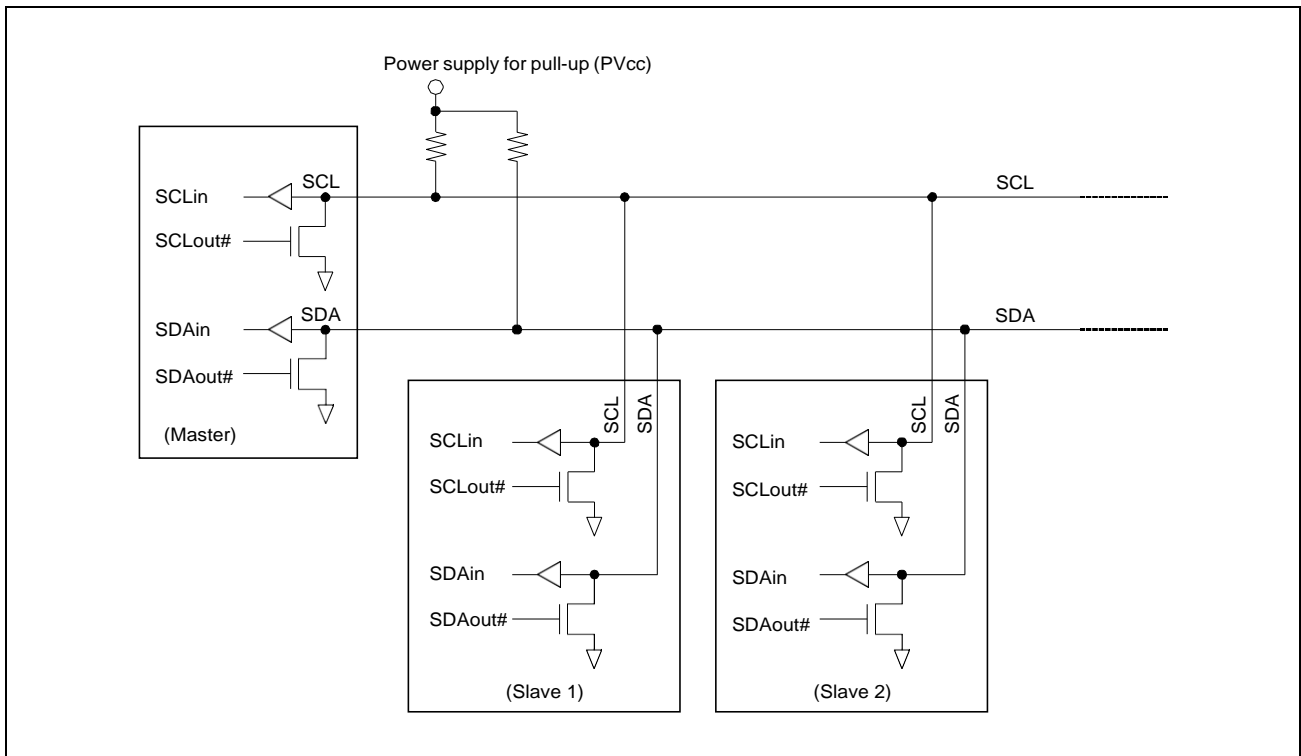 Power supply for pull-up (PVcc)
SCL
SCLin
SCLout#
SCL
SDA
SDAin
SDAout#
SDA
(Master)
SCL
SDA
SCLin
SCLout#
SDAin
SDAout#
(Slave 1)
SCL
SDA
SCLin
SCLout#
SDAin
SDAout#
(Slave 2)